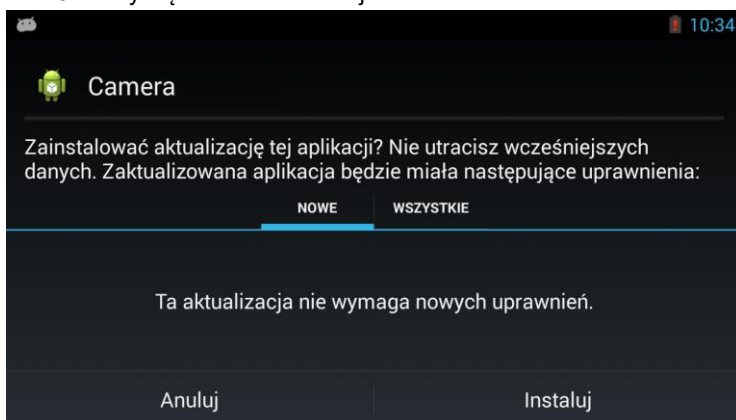 10:34
Camera
Zainstalować aktualizację tej aplikacji? Nie utracisz wcześniejszych
danych. Zaktualizowana aplikacja będzie miała następujące uprawnienia:
NOWE WSZYSTKIE
Ta aktualizacja nie wymaga nowych uprawnień.
Anuluj Instaluj